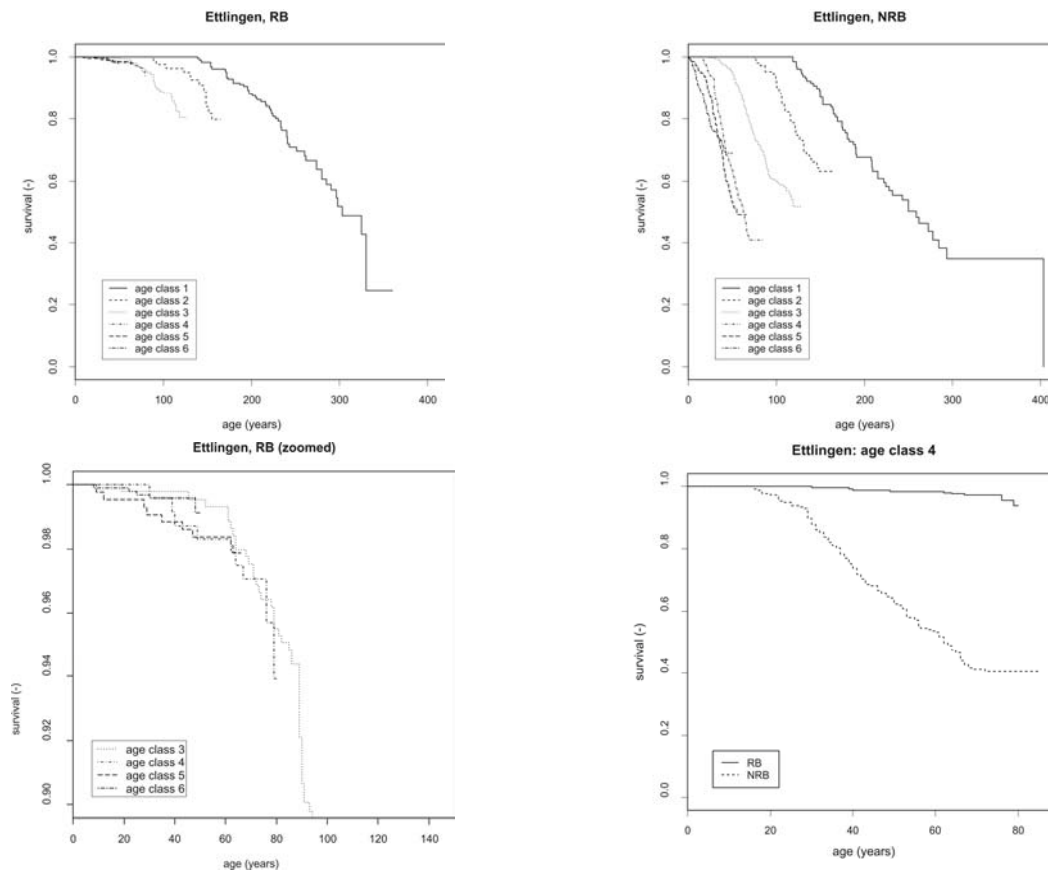 Ettlingen, RB
survival (-)
0.0
0.2
0.4
0.6
0.8
1.0
age class 1
age class 2
age class 3
age class 4
age class 5
age class 6
0
100
200
300
400
age (years)
Ettlingen, NRB
survival (-)
0.0
0.2
0.4
0.6
0.8
1.0
age class 1
age class 2
age class 3
age class 4
age class 5
age class 6
0
100
200
300
400
age (years)
Ettlingen, RB (zoomed)
survival (-)
0.90
0.92
0.94
0.96
0.98
1.00
age class 3
age class 4
age class 5
age class 6
0
20
40
60
80
100
120
140
age (years)
Ettlingen: age class 4
survival (-)
0.0
0.2
0.4
0.6
0.8
1.0
RB
NRB
0
20
40
60
80
age (years)